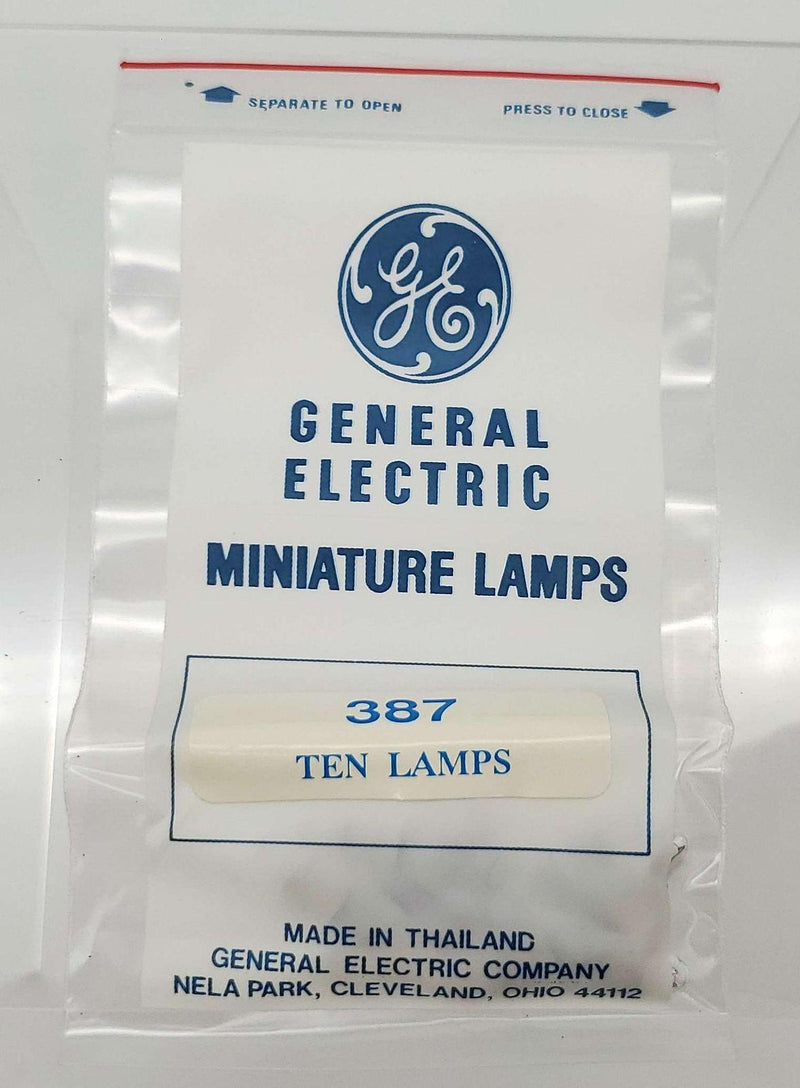 SEPARATE TO OPEN PRESS TO CLOSE
GE
GENERAL
ELECTRIC
MINIATURE LAMPS
387
TEN LAMPS
MADE IN THAILAND
GENERAL ELECTRIC COMPANY
NELA PARK, CLEVELAND, OHIO 44112